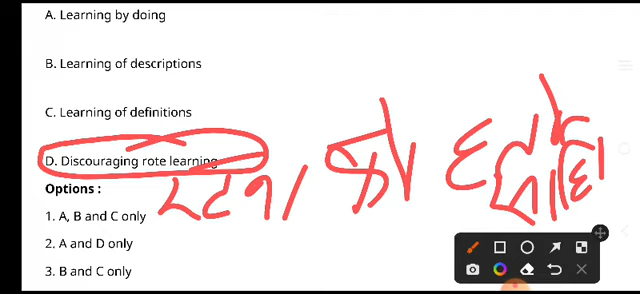 A. Learning by doing
B. Learning of descriptions
C. Learning of definitions
D. Discouraging rote learning
Options :
1. A, B and C only
2. A and D only
3. B and C only